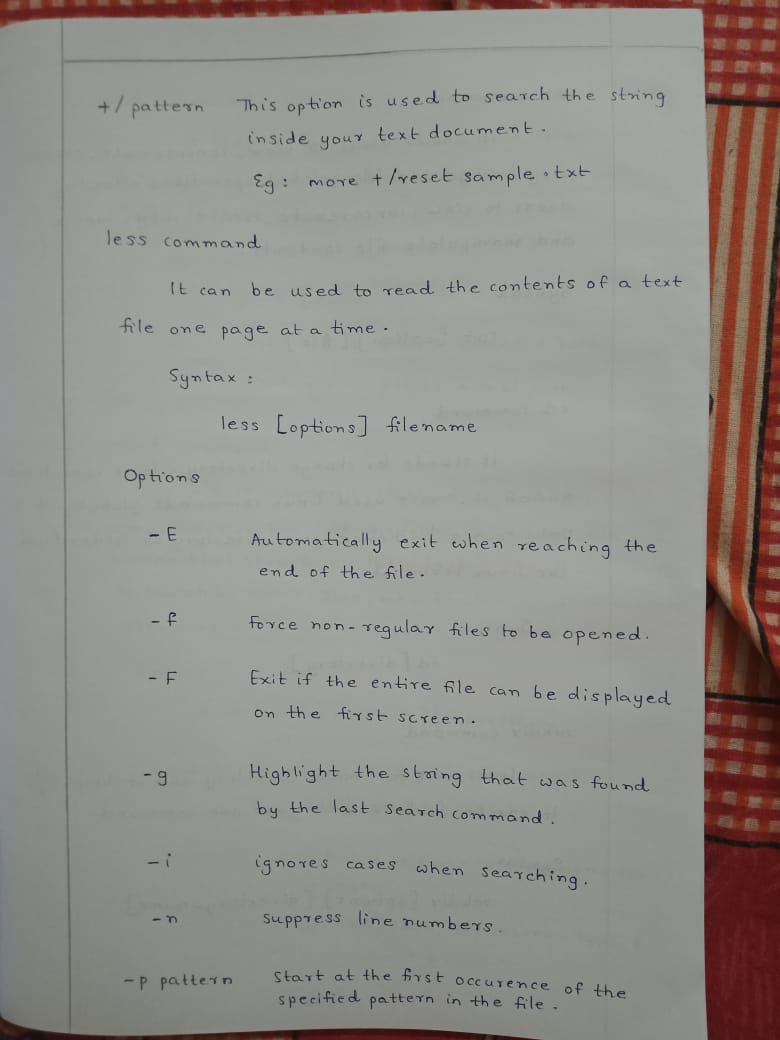 +/ pattern This option is used to search the string
inside your text document.
Eg: more +/reset sample.txt
less command
It can be used to read the contents of a text
file one page at a time.
Syntax:
less [options] filename
Options
-E Automatically exit when reaching the
end of the file.
-f Force non-regular files to be opened.
-F Exit if the entire file can be displayed
on the first screen.
-g Highlight the string that was found
by the last search command.
-i ignores cases when searching.
-n suppress line numbers.
-p pattern Start at the first occurence of the
specified pattern in the file.